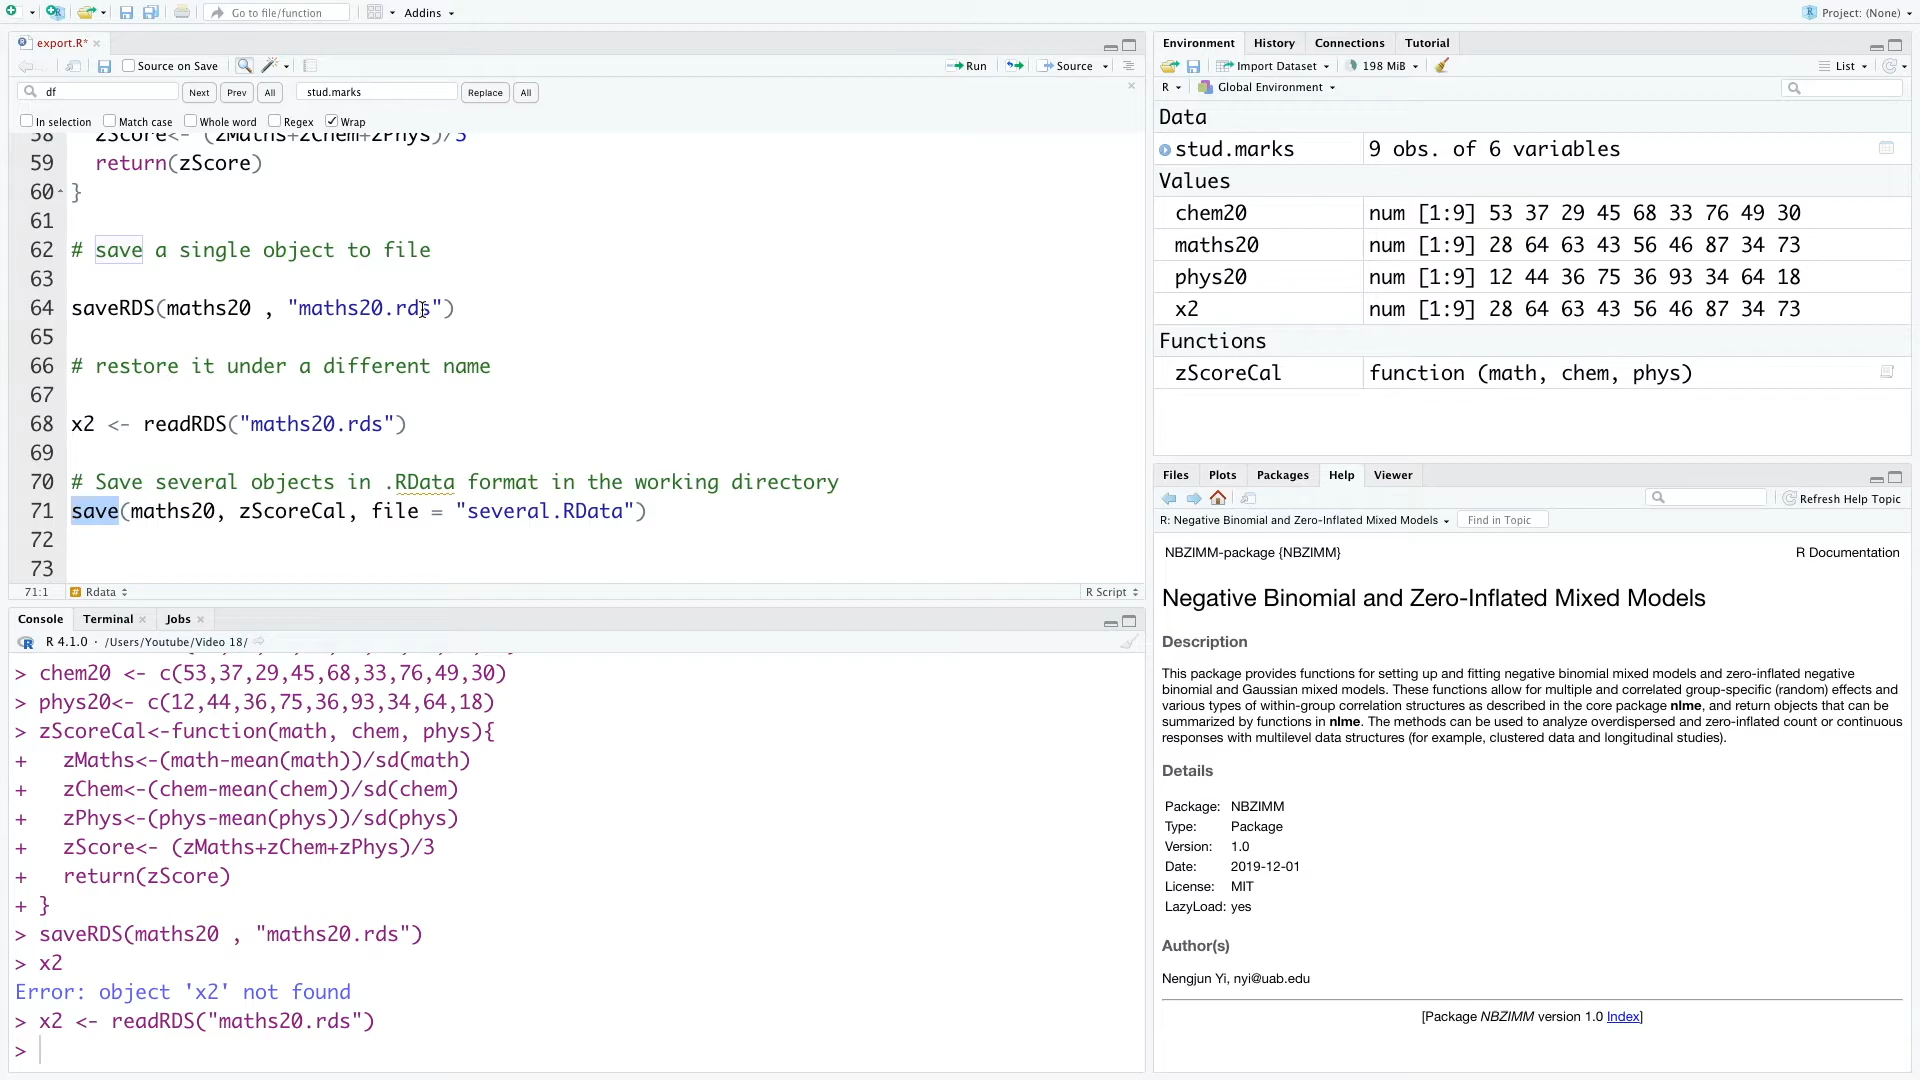 Go to file/function
Addins
Project: (None)
export.R*
Source on Save
Run
Source
df
Next
Prev
All
stud.marks
Replace
All
In selection
Match case
Whole word
Regex
Wrap
58 zScore<- (zMaths+zChem+zPhys)/3
59 return(zScore)
60 }
61
62 # save a single object to file
63
64 saveRDS(maths20 , "maths20.rds")
65
66 # restore it under a different name
67
68 x2 <- readRDS("maths20.rds")
69
70 # Save several objects in .RData format in the working directory
71 save(maths20, zScoreCal, file = "several.RData")
72
73
71:1
# Rdata
R Script
Console
Terminal
Jobs
R 4.1.0 · /Users/Youtube/Video 18/
> chem20 <- c(53,37,29,45,68,33,76,49,30)
> phys20<- c(12,44,36,75,36,93,34,64,18)
> zScoreCal<-function(math, chem, phys){
+ zMaths<-(math-mean(math))/sd(math)
+ zChem<-(chem-mean(chem))/sd(chem)
+ zPhys<-(phys-mean(phys))/sd(phys)
+ zScore<- (zMaths+zChem+zPhys)/3
+ return(zScore)
+ }
> saveRDS(maths20 , "maths20.rds")
> x2
Error: object 'x2' not found
> x2 <- readRDS("maths20.rds")
>
Environment
History
Connections
Tutorial
Import Dataset
198 MiB
List
R
Global Environment
Data
stud.marks 9 obs. of 6 variables
Values
chem20 num [1:9] 53 37 29 45 68 33 76 49 30
maths20 num [1:9] 28 64 63 43 56 46 87 34 73
phys20 num [1:9] 12 44 36 75 36 93 34 64 18
x2 num [1:9] 28 64 63 43 56 46 87 34 73
Functions
zScoreCal function (math, chem, phys)
Files
Plots
Packages
Help
Viewer
Refresh Help Topic
R: Negative Binomial and Zero-Inflated Mixed Models
Find in Topic
NBZIMM-package {NBZIMM}
R Documentation
Negative Binomial and Zero-Inflated Mixed Models
Description
This package provides functions for setting up and fitting negative binomial mixed models and zero-inflated negative
binomial and Gaussian mixed models. These functions allow for multiple and correlated group-specific (random) effects and
various types of within-group correlation structures as described in the core package nlme, and return objects that can be
summarized by functions in nlme. The methods can be used to analyze overdispersed and zero-inflated count or continuous
responses with multilevel data structures (for example, clustered data and longitudinal studies).
Details
Package: NBZIMM
Type: Package
Version: 1.0
Date: 2019-12-01
License: MIT
LazyLoad: yes
Author(s)
Nengjun Yi, nyi@uab.edu
[Package NBZIMM version 1.0 Index]